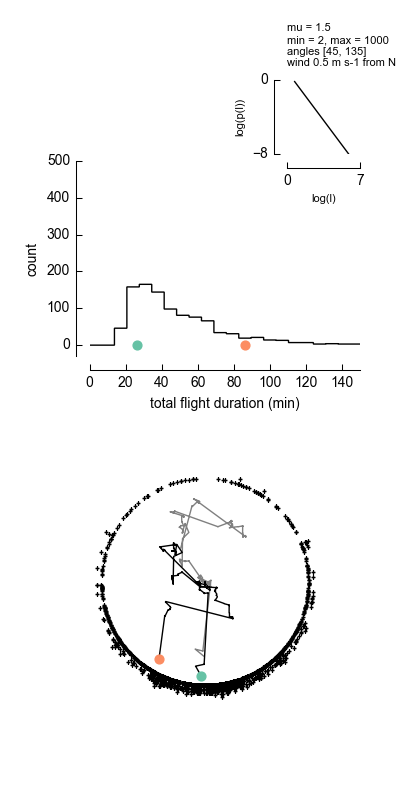 mu = 1.5
min = 2, max = 1000
angles [45, 135]
wind 0.5 m s-1 from N
0
log(p(l))
−8
0 7
log(l)
500
400
300
count
200
100
0
0 20 40 60 80 100 120 140
total flight duration (min)